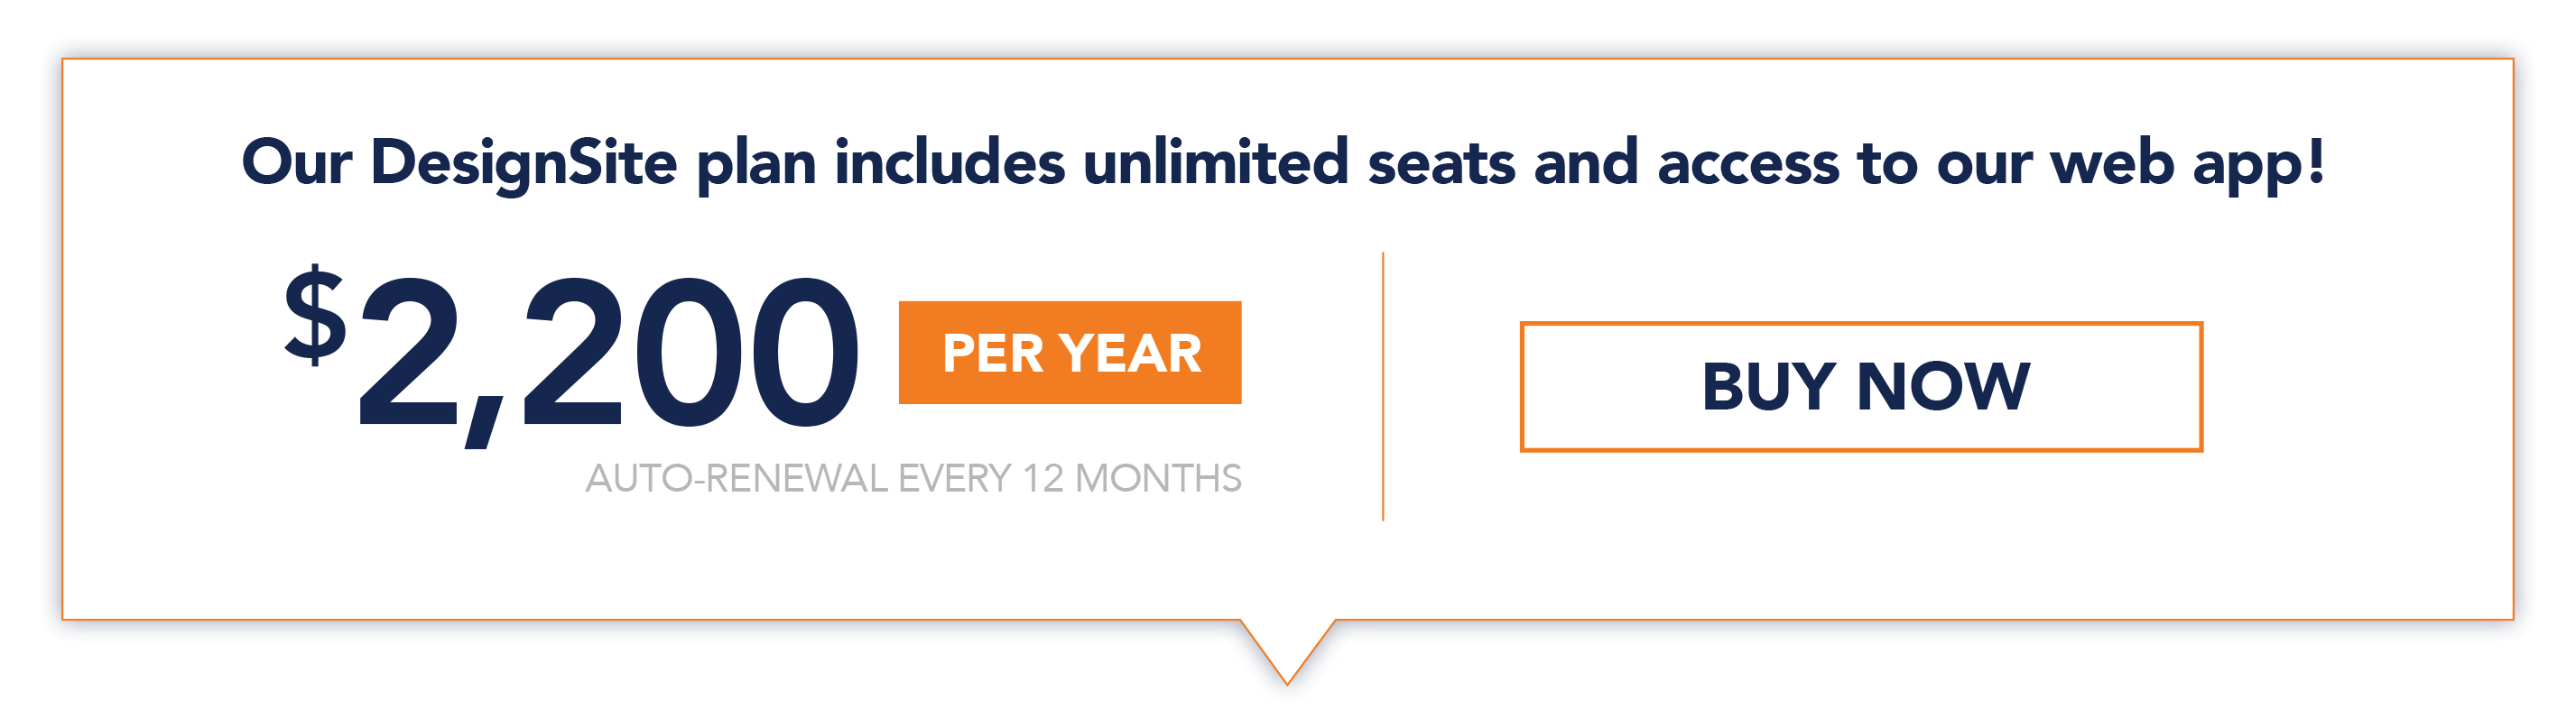 Our DesignSite plan includes unlimited seats and access to our web app!
$2,200 PER YEAR
AUTO-RENEWAL EVERY 12 MONTHS
BUY NOW